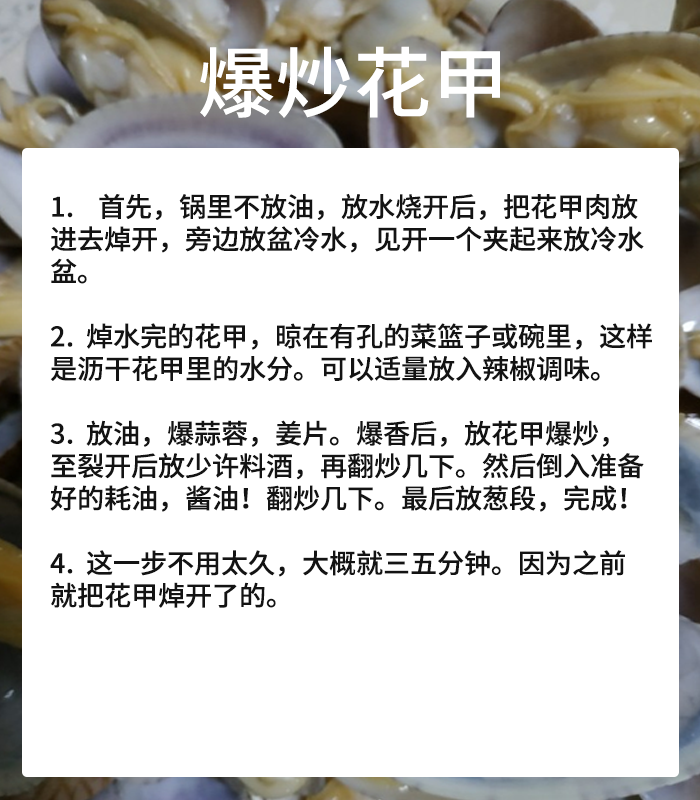 爆炒花甲
1. 首先，锅里不放油，放水烧开后，把花甲肉放
进去焯开，旁边放盆冷水，见开一个夹起来放冷水
盆。
2. 焯水完的花甲，晾在有孔的菜篮子或碗里，这样
是沥干花甲里的水分。可以适量放入辣椒调味。
3. 放油，爆蒜蓉，姜片。爆香后，放花甲爆炒，
至裂开后放少许料酒，再翻炒几下。然后倒入准备
好的耗油，酱油！翻炒几下。最后放葱段，完成！
4. 这一步不用太久，大概就三五分钟。因为之前
就把花甲焯开了的。